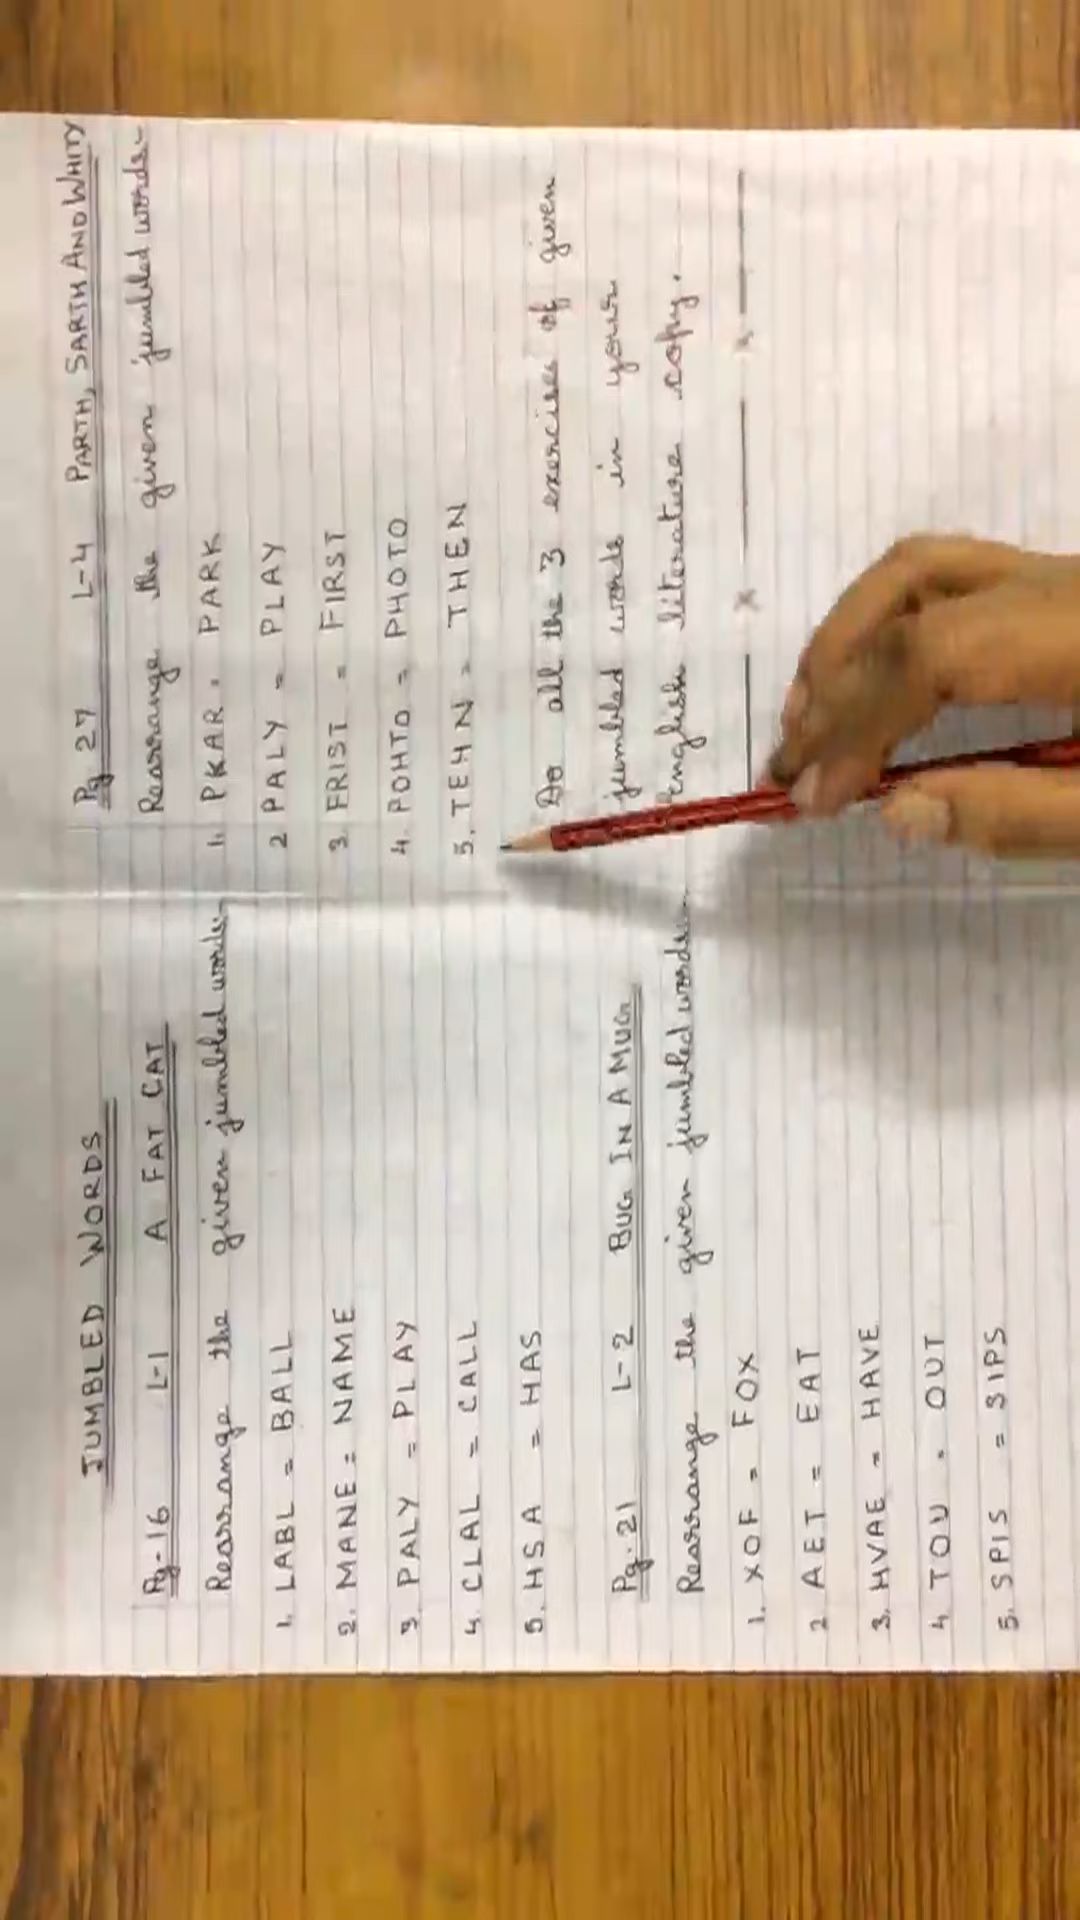 JUMBLED WORDS
Pg-16 L-1 A FAT CAT
Rearrange the given jumbled words-
1. LABL = BALL
2. MANE = NAME
3. PALY = PLAY
4. CLAL = CALL
5. HSA = HAS
Pg. 21 L-2 BUG IN A MUG
Rearrange the given jumbled words-
1. XOF = FOX
2 AET = EAT
3. HVAE = HAVE
4 TOU = OUT
5. SPIS = SIPS
Pg 27 L-4 PARTH, SARTH AND WHITY
Rearrange the given jumbled words-
1. PKAR = PARK
2 PALY = PLAY
3. FRIST = FIRST
4. POHTO = PHOTO
5. TEHN = THEN
Do all the 3 exercises of given
jumbled words in your
English literature copy.
x x